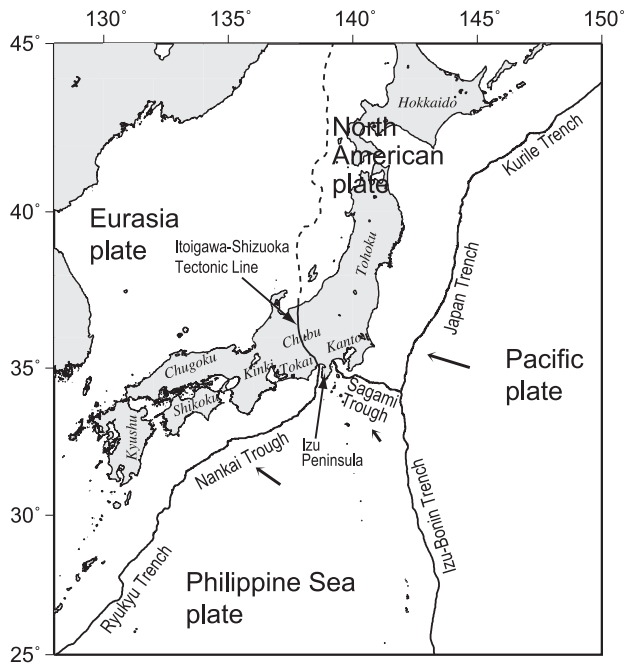 130° 135° 140° 145° 150°
45°
40°
35°
30°
25°
Hokkaido
North
American
plate
Kurile Trench
Eurasia
plate
Itoigawa-Shizuoka
Tectonic Line
Tohoku
Japan Trench
Chubu
Kanto
Chugoku
Kinki
Tokai
Shikoku
Kyushu
Sagami
Trough
Pacific
plate
Izu
Peninsula
Nankai Trough
Izu-Bonin Trench
Ryukyu Trench
Philippine Sea
plate